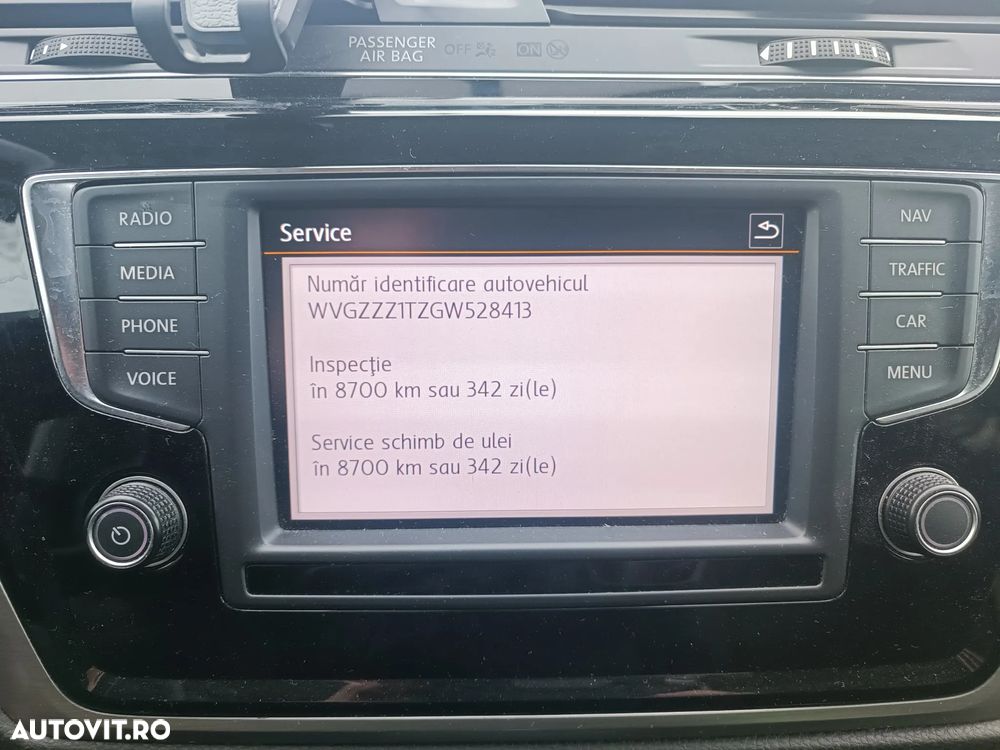 PASSENGER
AIR BAG
OFF
ON
RADIO
MEDIA
PHONE
VOICE
Service
Număr identificare autovehicul
WVGZZZ1TZGW528413
Inspecţie
în 8700 km sau 342 zi(le)
Service schimb de ulei
în 8700 km sau 342 zi(le)
NAV
TRAFFIC
CAR
MENU
AUTOVIT.RO